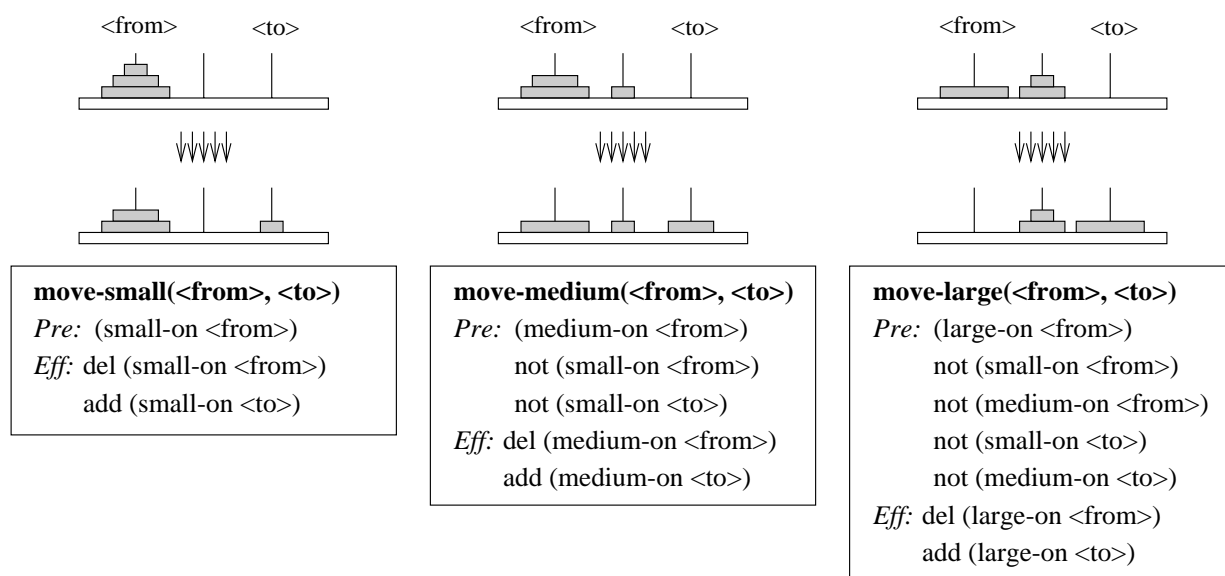 <from> <to>
<from> <to>
<from> <to>
move-small(<from>, <to>)
Pre: (small-on <from>)
Eff: del (small-on <from>)
add (small-on <to>)
move-medium(<from>, <to>)
Pre: (medium-on <from>)
not (small-on <from>)
not (small-on <to>)
Eff: del (medium-on <from>)
add (medium-on <to>)
move-large(<from>, <to>)
Pre: (large-on <from>)
not (small-on <from>)
not (medium-on <from>)
not (small-on <to>)
not (medium-on <to>)
Eff: del (large-on <from>)
add (large-on <to>)